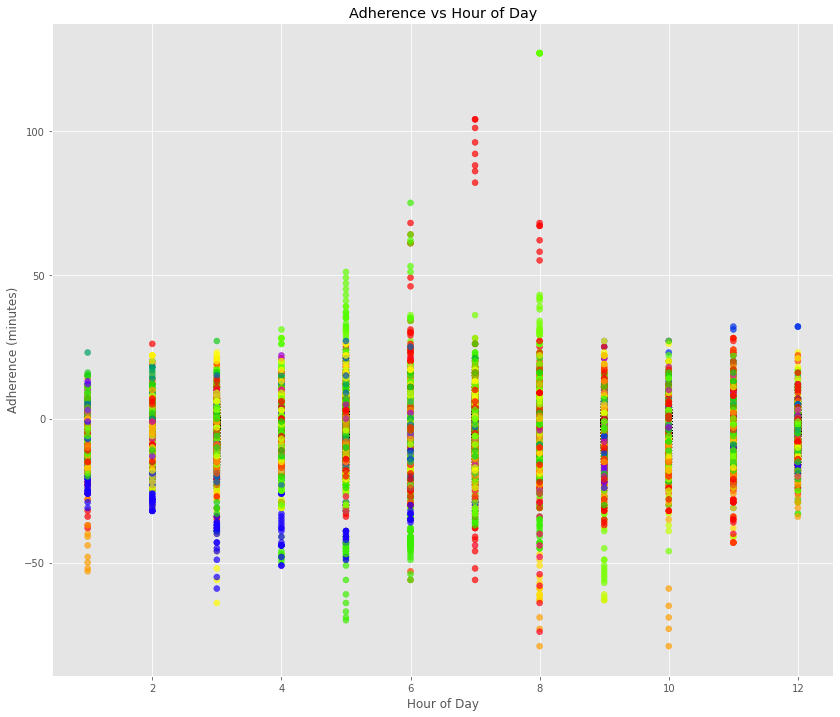 Adherence vs Hour of Day
Adherence (minutes)
100
50
0
−50
2 4 6 8 10 12
Hour of Day